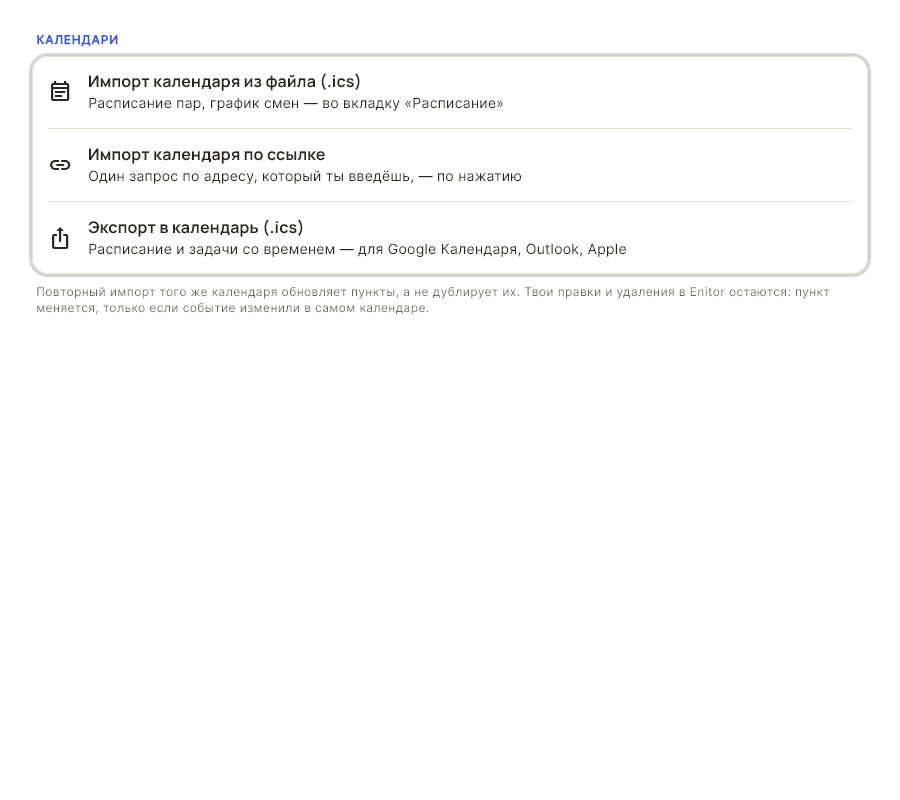 КАЛЕНДАРИ
Импорт календаря из файла (.ics)
Расписание пар, график смен — во вкладку «Расписание»
Импорт календаря по ссылке
Один запрос по адресу, который ты введёшь, — по нажатию
Экспорт в календарь (.ics)
Расписание и задачи со временем — для Google Календаря, Outlook, Apple
Повторный импорт того же календаря обновляет пункты, а не дублирует их. Твои правки и удаления в Enitor остаются: пункт
меняется, только если событие изменили в самом календаре.